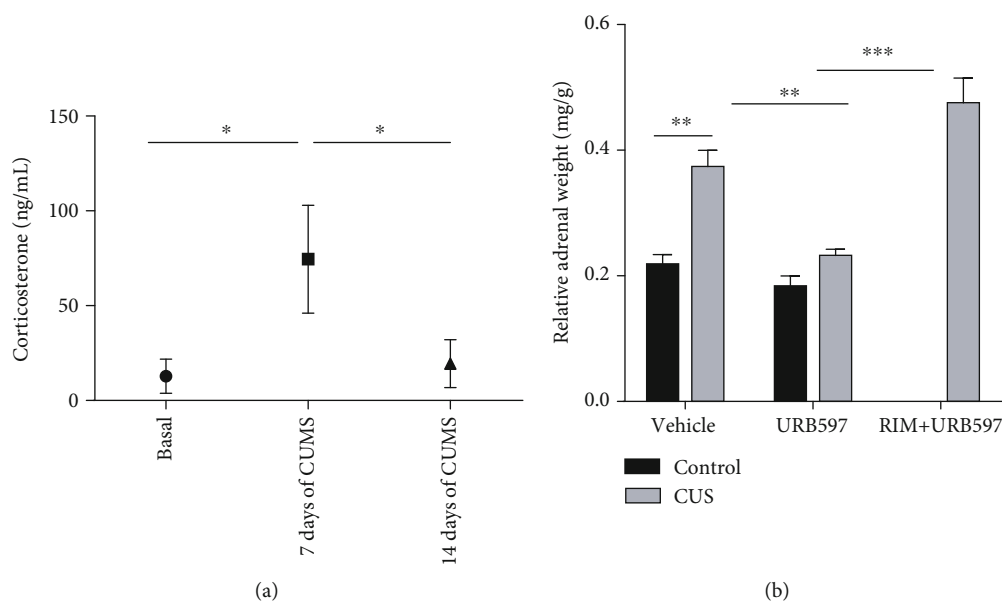 Corticosterone (ng/mL)
150
100
50
0
*
*
Basal
7 days of CUMS
14 days of CUMS
(a)
Relative adrenal weight (mg/g)
0.6
0.4
0.2
0.0
**
**
***
Vehicle
URB597
RIM+URB597
Control
CUS
(b)